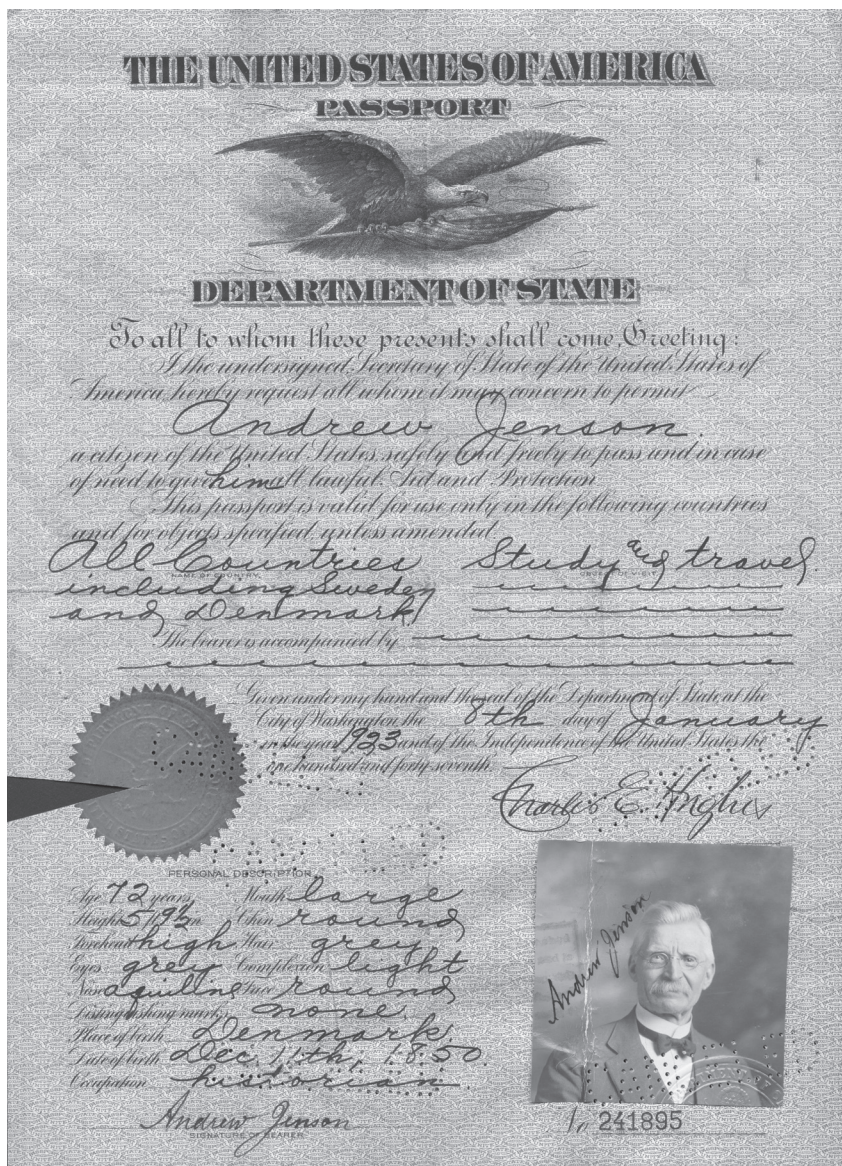 THE UNITED STATES OF AMERICA
PASSPORT
DEPARTMENT OF STATE
To all to whom these presents shall come, Greeting:
I the undersigned, Secretary of State of the United States of
America, hereby request all whom it may concern to permit
Andrew Jenson.
a citizen of the United States, safely and freely to pass and in case
of need to give him all lawful Aid and Protection
This passport is valid for use only in the following countries
and for objects specified, unless amended
All Countries Study and travel.
NAME OF COUNTRY OBJECT OF VISIT
including Sweden
and Denmark
The bearer is accompanied by
Given under my hand and the seal of the Department of State at the
City of Washington, the 8th day of January
in the year 1923 and of the Independence of the United States the
one hundred and forty seventh.
Charles E. Hughes
PERSONAL DESCRIPTION
Age 72 years Mouth large
Height 5 ft 9½ in Chin round
Forehead high Hair grey
Eyes grey Complexion light
Nose aquiline Face round
Distinguishing marks none
Place of birth Denmark
Date of birth Dec. 11th, 1850.
Occupation historian
Andrew Jenson
SIGNATURE OF BEARER
Andrew Jenson
No 241895